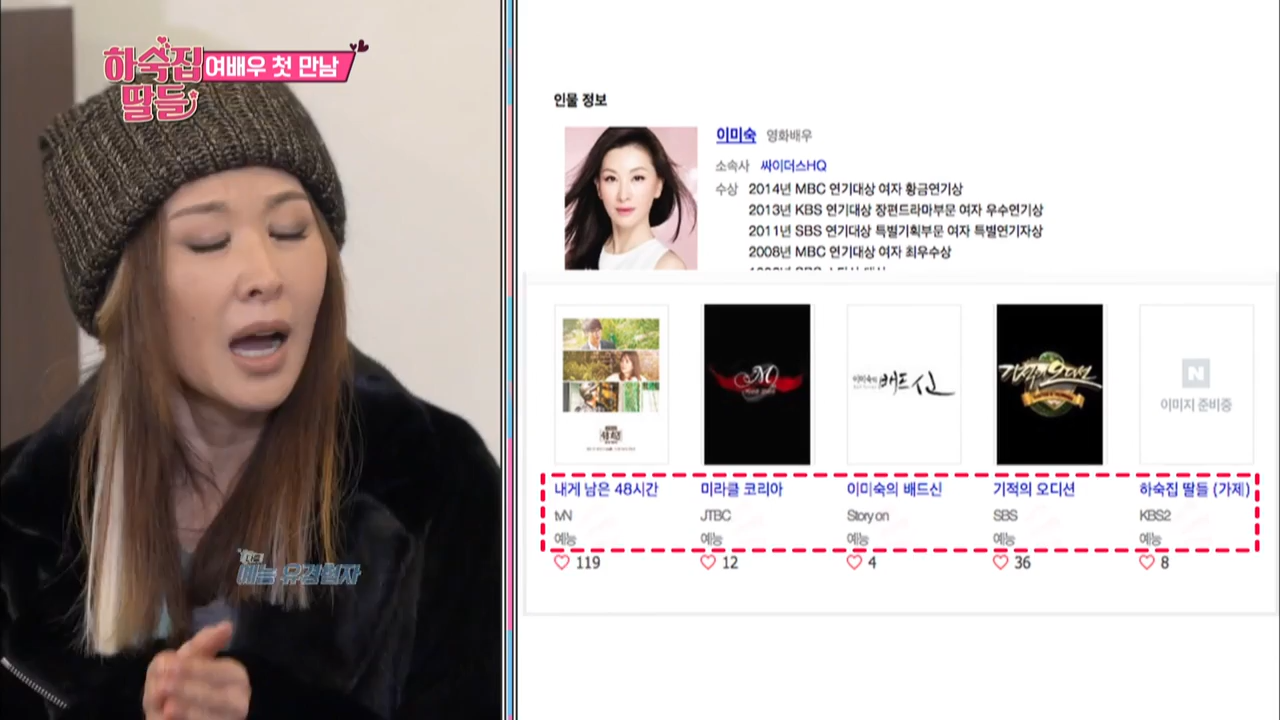 하숙집
딸들
여배우 첫 만남
예능 유경험자
인물 정보
이미숙 영화배우
소속사 싸이더스HQ
수상 2014년 MBC 연기대상 여자 황금연기상
2013년 KBS 연기대상 장편드라마부문 여자 우수연기상
2011년 SBS 연기대상 특별기획부문 여자 특별연기자상
2008년 MBC 연기대상 여자 최우수상
M
이미숙의 배드신
기적의 오디션
N
이미지 준비중
내게 남은 48시간 미라클 코리아 이미숙의 배드신 기적의 오디션 하숙집 딸들 (가제)
tvN JTBC Story on SBS KBS2
예능 예능 예능 예능 예능
119 12 4 36 8